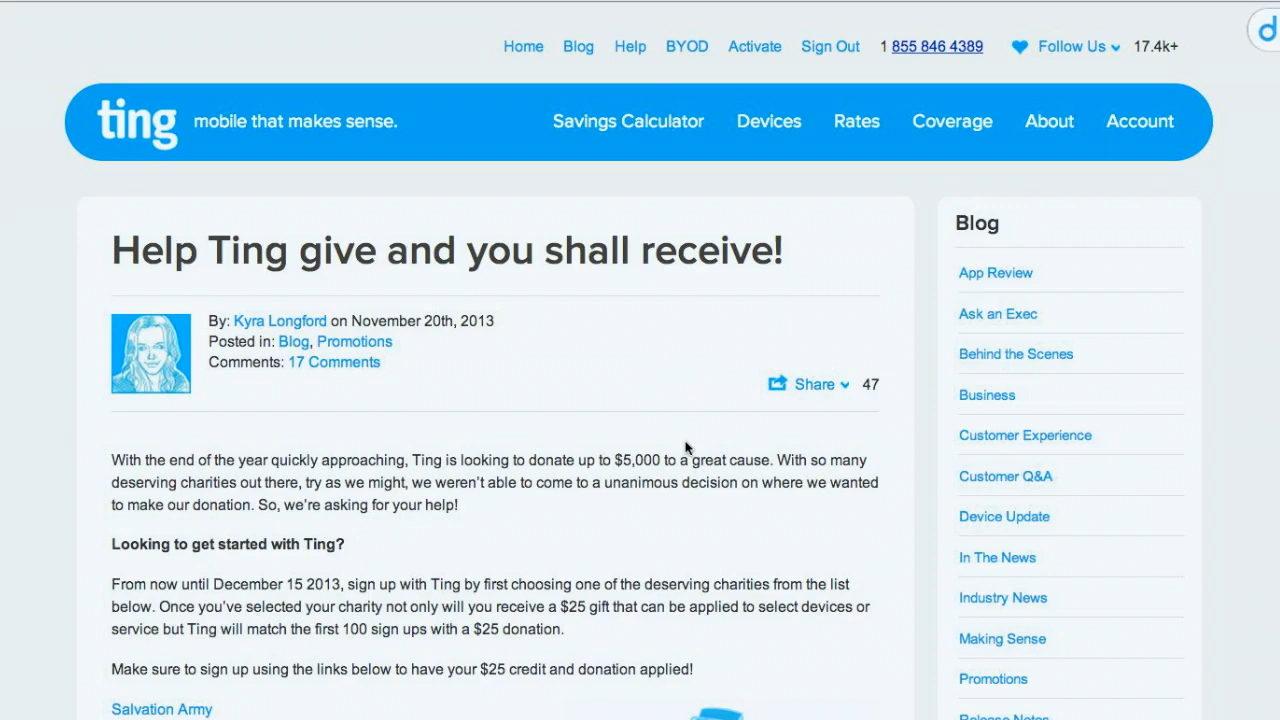 Home Blog Help BYOD Activate Sign Out 1 855 846 4389 Follow Us 17.4k+
d
ting mobile that makes sense. Savings Calculator Devices Rates Coverage About Account
Help Ting give and you shall receive!
By: Kyra Longford on November 20th, 2013
Posted in: Blog, Promotions
Comments: 17 Comments
Share 47
With the end of the year quickly approaching, Ting is looking to donate up to $5,000 to a great cause. With so many
deserving charities out there, try as we might, we weren't able to come to a unanimous decision on where we wanted
to make our donation. So, we're asking for your help!
Looking to get started with Ting?
From now until December 15 2013, sign up with Ting by first choosing one of the deserving charities from the list
below. Once you've selected your charity not only will you receive a $25 gift that can be applied to select devices or
service but Ting will match the first 100 sign ups with a $25 donation.
Make sure to sign up using the links below to have your $25 credit and donation applied!
Salvation Army
Blog
App Review
Ask an Exec
Behind the Scenes
Business
Customer Experience
Customer Q&A
Device Update
In The News
Industry News
Making Sense
Promotions
Release Notes